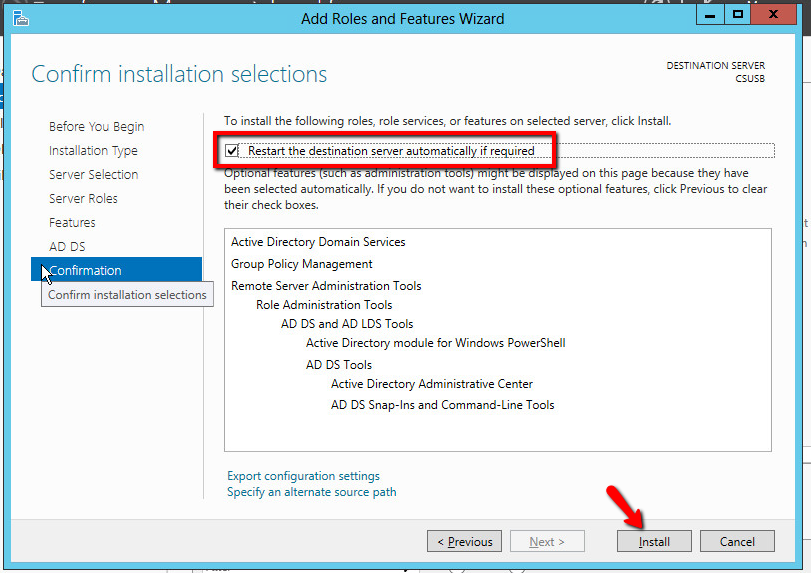 Add Roles and Features Wizard
Confirm installation selections
DESTINATION SERVER
CSUSB
Before You Begin
Installation Type
Server Selection
Server Roles
Features
AD DS
Confirmation
Confirm installation selections
To install the following roles, role services, or features on selected server, click Install.
Restart the destination server automatically if required
Optional features (such as administration tools) might be displayed on this page because they have
been selected automatically. If you do not want to install these optional features, click Previous to clear
their check boxes.
Active Directory Domain Services
Group Policy Management
Remote Server Administration Tools
Role Administration Tools
AD DS and AD LDS Tools
Active Directory module for Windows PowerShell
AD DS Tools
Active Directory Administrative Center
AD DS Snap-Ins and Command-Line Tools
Export configuration settings
Specify an alternate source path
< Previous
Next >
Install
Cancel